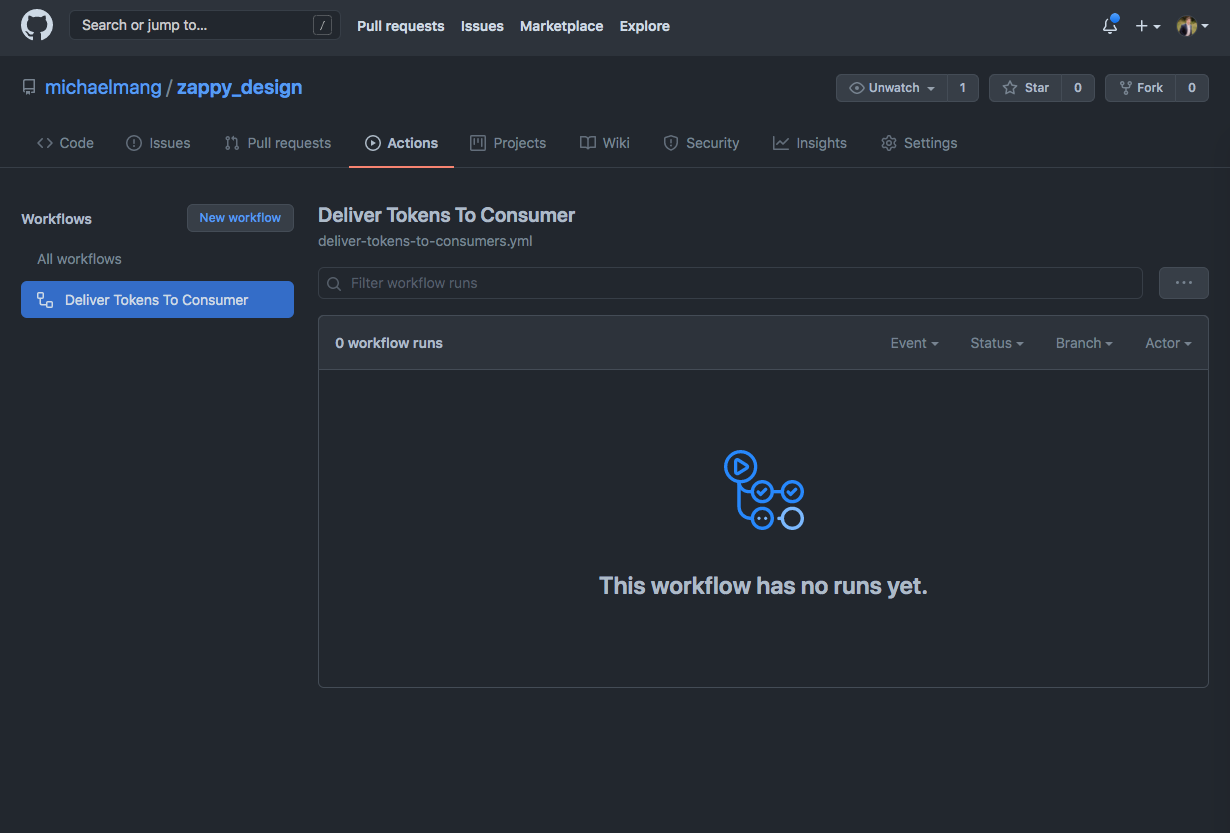 Search or jump to... /
Pull requests Issues Marketplace Explore
michaelmang / zappy_design
Unwatch 1 Star 0 Fork 0
Code Issues Pull requests Actions Projects Wiki Security Insights Settings
Workflows
New workflow
All workflows
Deliver Tokens To Consumer
Deliver Tokens To Consumer
deliver-tokens-to-consumers.yml
Filter workflow runs
0 workflow runs
Event Status Branch Actor
This workflow has no runs yet.